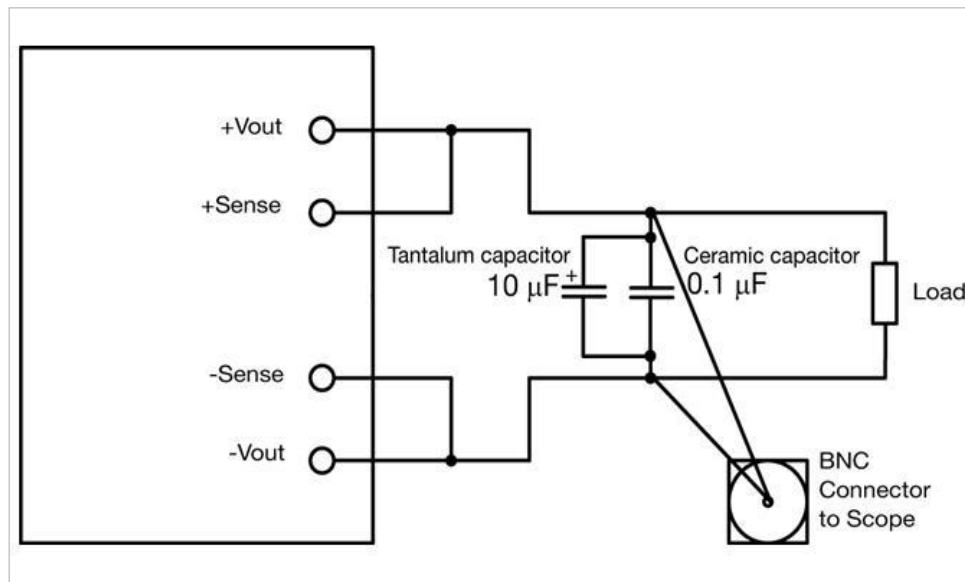 +Vout
+Sense
Tantalum capacitor
10 μF
+
Ceramic capacitor
0.1 μF
Load
-Sense
-Vout
BNC
Connector
to Scope